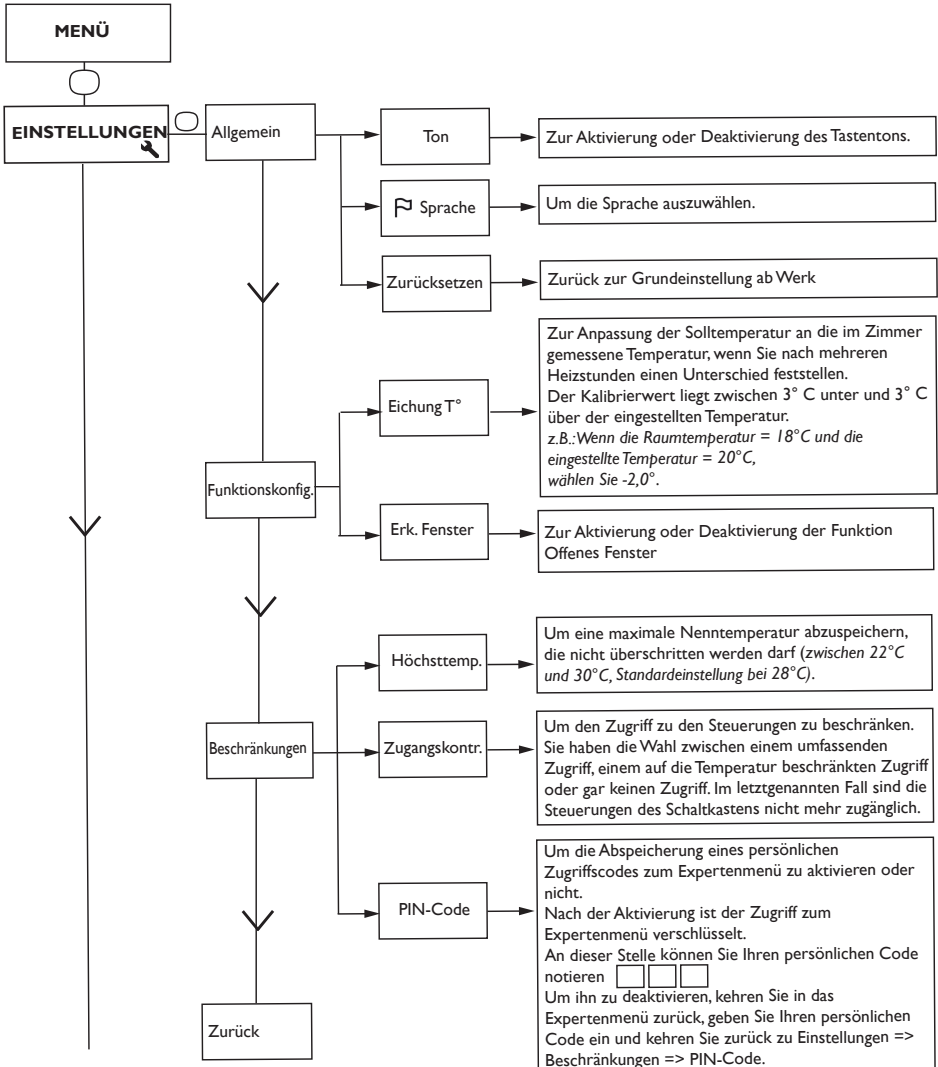 MENÜ
EINSTELLUNGEN
Allgemein
Ton
Zur Aktivierung oder Deaktivierung des Tastentons.
Sprache
Um die Sprache auszuwählen.
Zurücksetzen
Zurück zur Grundeinstellung ab Werk
Funktionskonfig.
Eichung T°
Zur Anpassung der Solltemperatur an die im Zimmer
gemessene Temperatur, wenn Sie nach mehreren
Heizstunden einen Unterschied feststellen.
Der Kalibrierwert liegt zwischen 3° C unter und 3° C
über der eingestellten Temperatur.
z.B.: Wenn die Raumtemperatur = 18°C und die
eingestellte Temperatur = 20°C,
wählen Sie -2,0°.
Erk. Fenster
Zur Aktivierung oder Deaktivierung der Funktion
Offenes Fenster
Beschränkungen
Höchsttemp.
Um eine maximale Nenntemperatur abzuspeichern,
die nicht überschritten werden darf (zwischen 22°C
und 30°C, Standardeinstellung bei 28°C).
Zugangskontr.
Um den Zugriff zu den Steuerungen zu beschränken.
Sie haben die Wahl zwischen einem umfassenden
Zugriff, einem auf die Temperatur beschränkten Zugriff
oder gar keinen Zugriff. Im letztgenannten Fall sind die
Steuerungen des Schaltkastens nicht mehr zugänglich.
PIN-Code
Um die Abspeicherung eines persönlichen
Zugriffscodes zum Expertenmenü zu aktivieren oder
nicht.
Nach der Aktivierung ist der Zugriff zum
Expertenmenü verschlüsselt.
An dieser Stelle können Sie Ihren persönlichen Code
notieren
Um ihn zu deaktivieren, kehren Sie in das
Expertenmenü zurück, geben Sie Ihren persönlichen
Code ein und kehren Sie zurück zu Einstellungen =>
Beschränkungen => PIN-Code.
Zurück